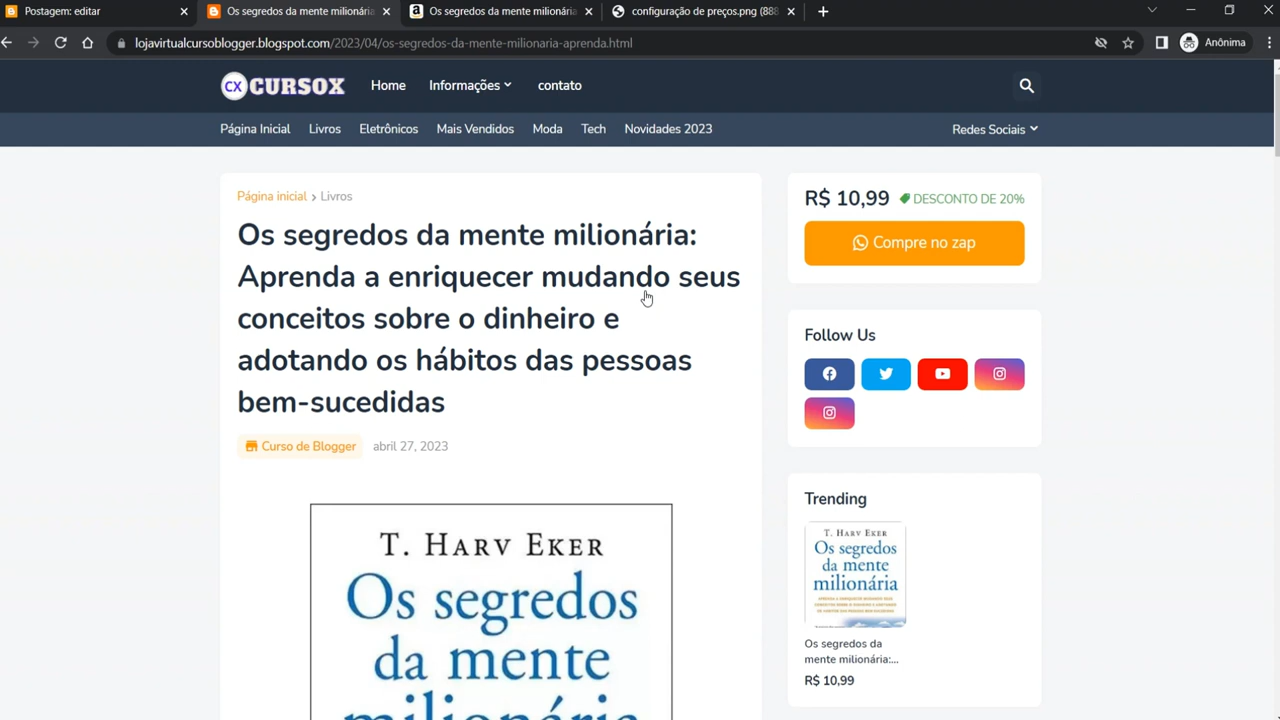 Postagem: editar
Os segredos da mente milionária
Os segredos da mente milionária
configuração de preços.png (888
lojavirtualcursoblogger.blogspot.com/2023/04/os-segredos-da-mente-milionaria-aprenda.html
Anônima
CX CURSOX
Home
Informações
contato
Página Inicial
Livros
Eletrônicos
Mais Vendidos
Moda
Tech
Novidades 2023
Redes Sociais
Página inicial > Livros
Os segredos da mente milionária:
Aprenda a enriquecer mudando seus
conceitos sobre o dinheiro e
adotando os hábitos das pessoas
bem-sucedidas
Curso de Blogger
abril 27, 2023
T. Harv Eker
Os segredos
da mente
milionária
R$ 10,99
DESCONTO DE 20%
Compre no zap
Follow Us
Trending
T. Harv Eker
Os segredos
da mente
milionária
Os segredos da
mente milionária:...
R$ 10,99